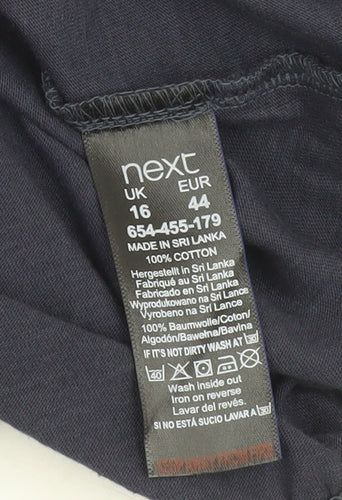 next
UK EUR
16 44
654-455-179
MADE IN SRI LANKA
100% COTTON
Hergestellt in Sri Lanka
Fabriqué au Sri Lanka
Fabricado en Sri Lanka
Wyprodukowano na Sri Lance
Vyrobeno na Sri Lance
100% Baumwolle/Coton/
Algodón/Bawełna/Bavlna
IF IT'S NOT DIRTY WASH AT 30
40
Wash inside out
Iron on reverse
Lavar del revés.
SI NO ESTÁ SUCIO LAVAR A 30